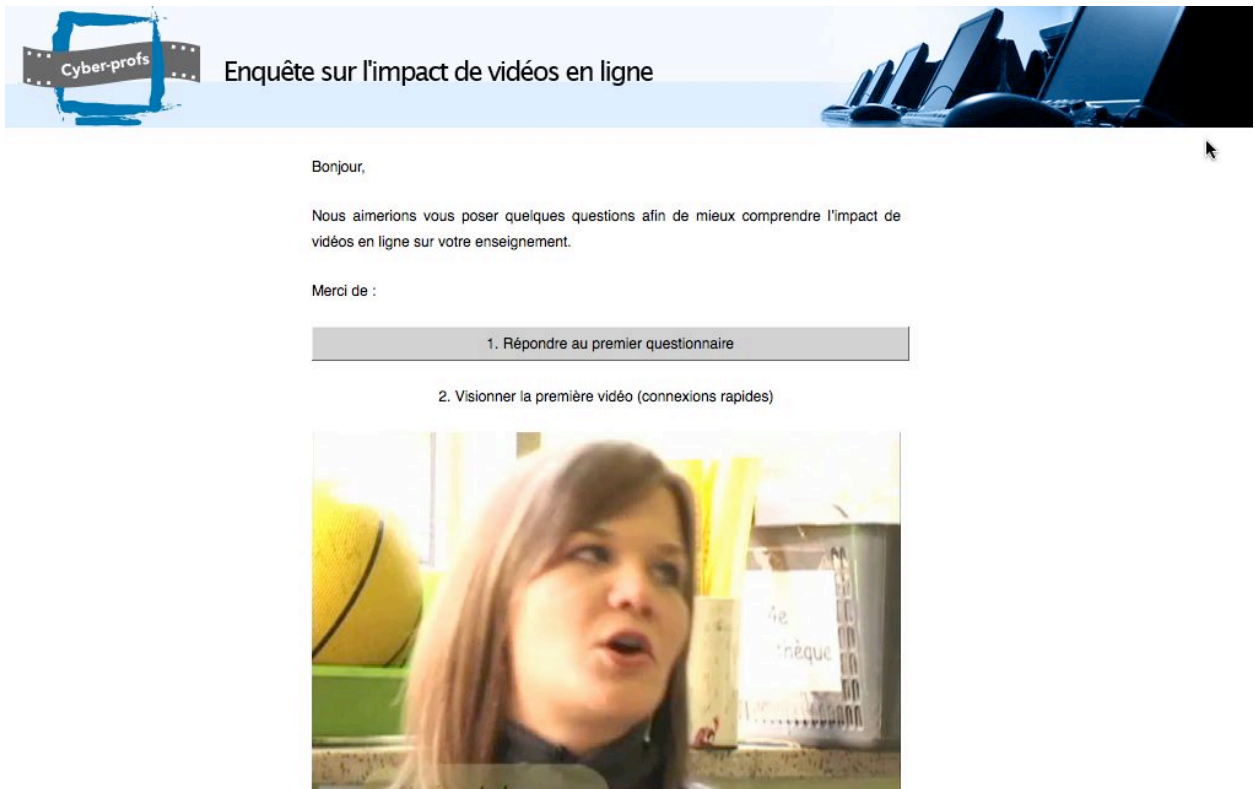 Cyber-profs
Enquête sur l'impact de vidéos en ligne
Bonjour,
Nous aimerions vous poser quelques questions afin de mieux comprendre l'impact de
vidéos en ligne sur votre enseignement.
Merci de :
1. Répondre au premier questionnaire
2. Visionner la première vidéo (connexions rapides)
4e
thèque